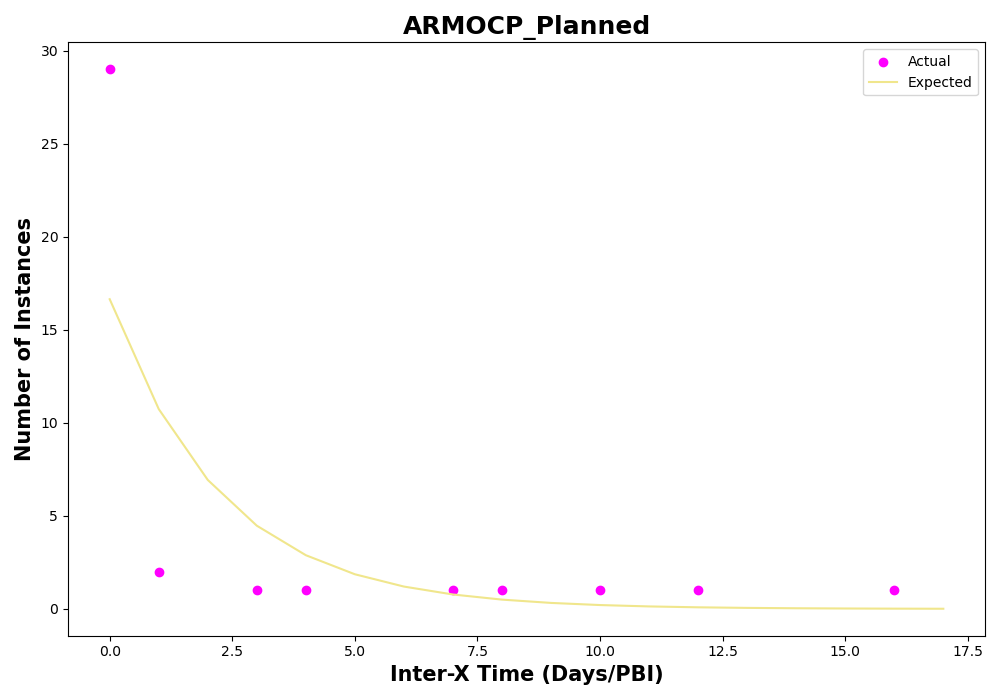 ARMOCP_Planned
Actual
Expected
30
25
20
15
10
5
0
Number of Instances
0.0 2.5 5.0 7.5 10.0 12.5 15.0 17.5
Inter-X Time (Days/PBI)